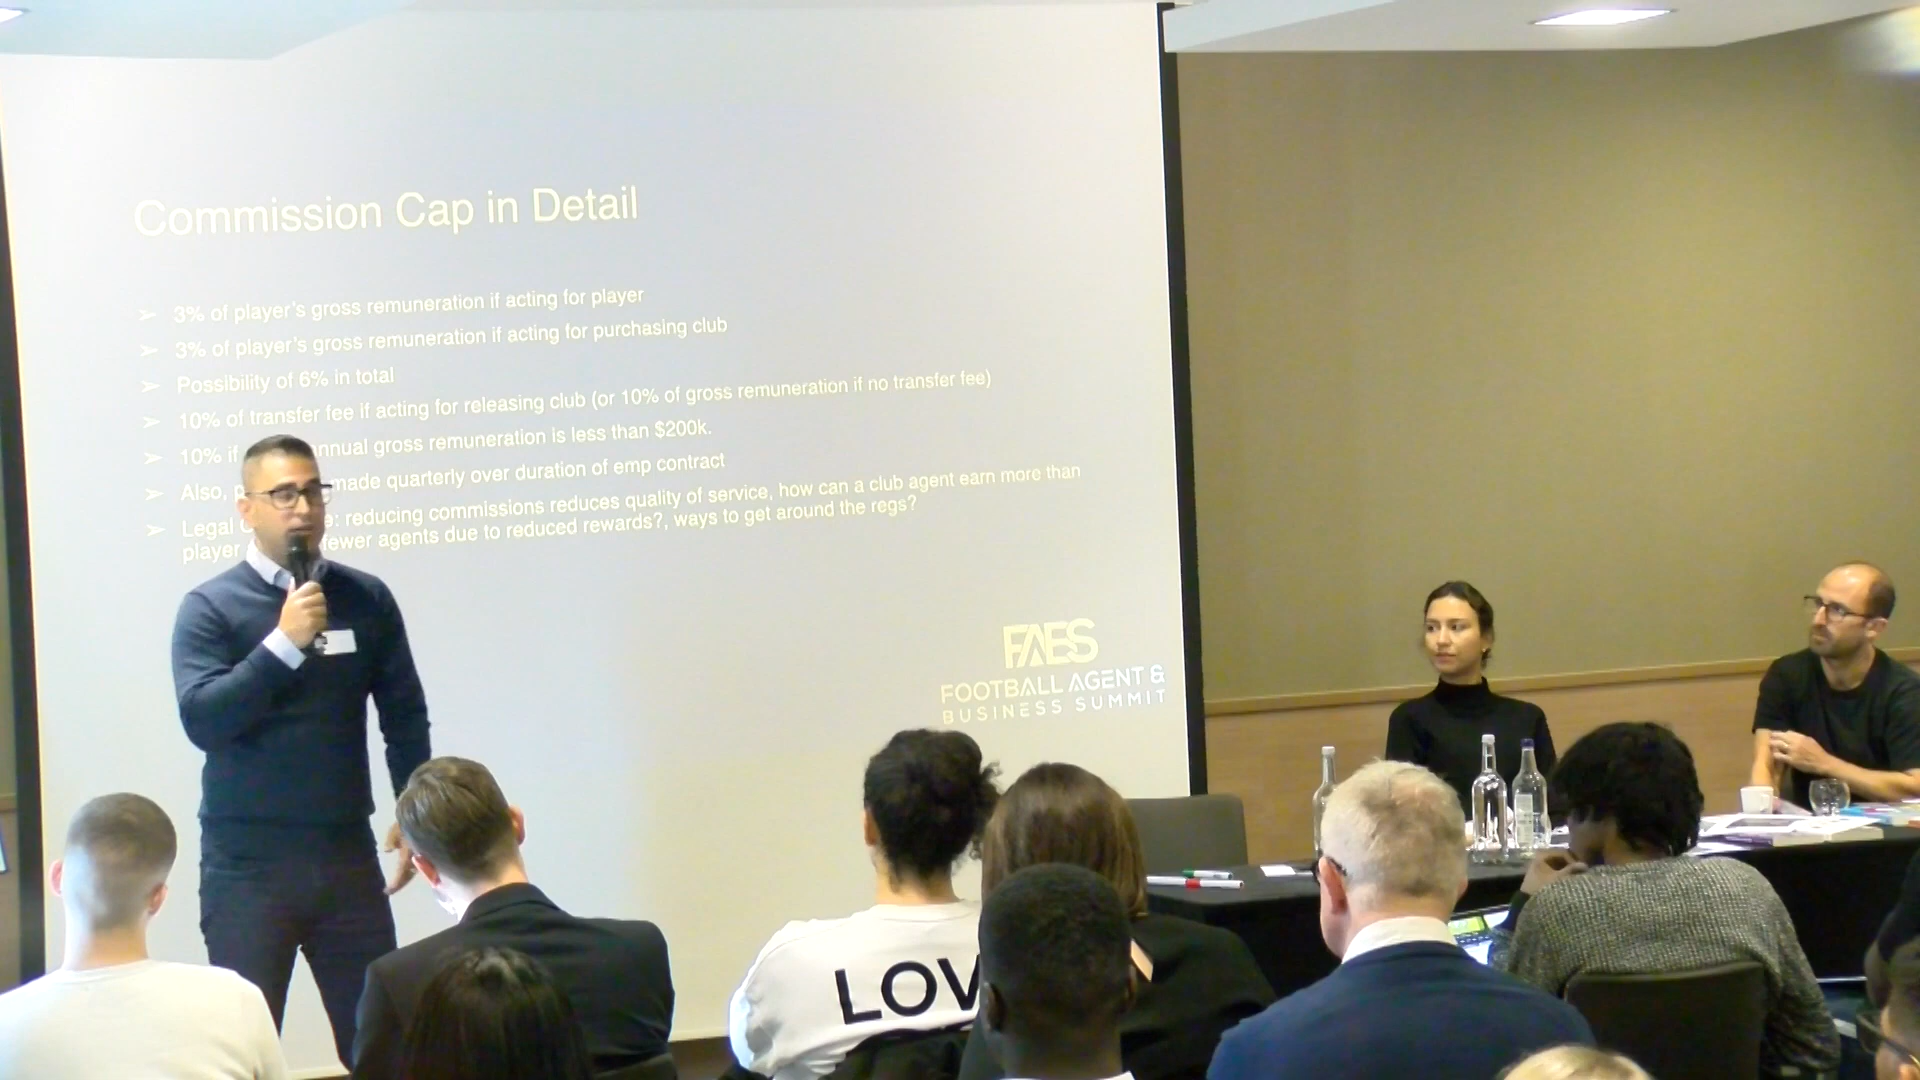 Commission Cap in Detail
3% of player's gross remuneration if acting for player
3% of player's gross remuneration if acting for purchasing club
Possibility of 6% in total
10% of transfer fee if acting for releasing club (or 10% of gross remuneration if no transfer fee)
10% if annual gross remuneration is less than $200k.
Also, made quarterly over duration of emp contract
Legal reducing commissions reduces quality of service, how can a club agent earn more than
player fewer agents due to reduced rewards?, ways to get around the regs?
FAES
FOOTBALL AGENT &
BUSINESS SUMMIT
LOV